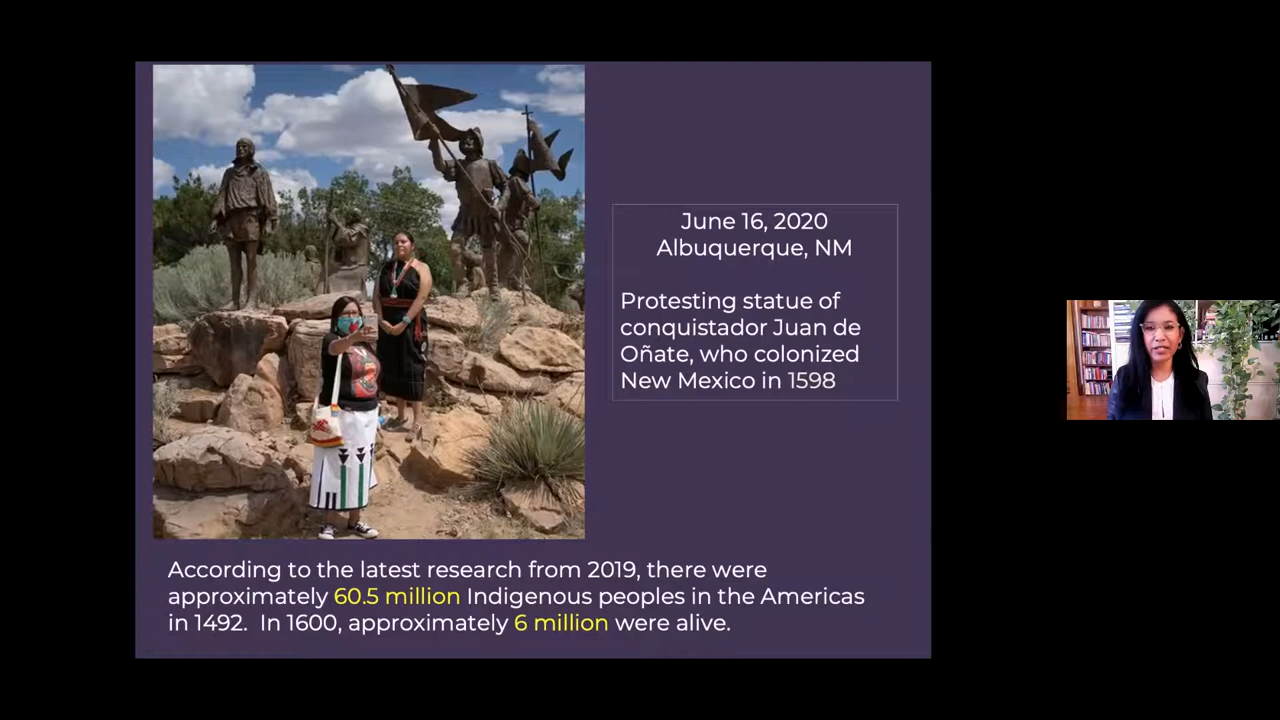 June 16, 2020
Albuquerque, NM
Protesting statue of
conquistador Juan de
Oñate, who colonized
New Mexico in 1598
According to the latest research from 2019, there were
approximately 60.5 million Indigenous peoples in the Americas
in 1492.  In 1600, approximately 6 million were alive.